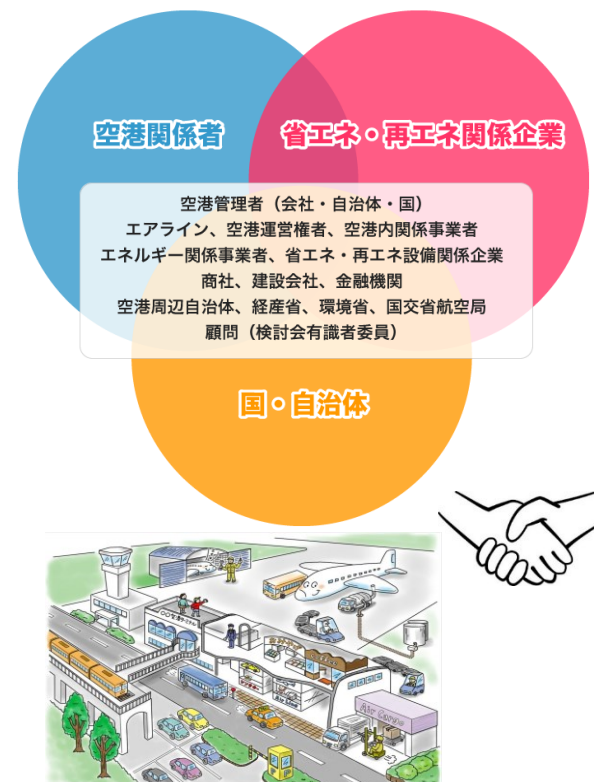 空港関係者
省エネ・再エネ関係企業
空港管理者（会社・自治体・国）
エアライン、空港運営権者、空港内関係事業者
エネルギー関係事業者、省エネ・再エネ設備関係企業
商社、建設会社、金融機関
空港周辺自治体、経産省、環境省、国交省航空局
顧問（検討会有識者委員）
国・自治体
Air Cargo